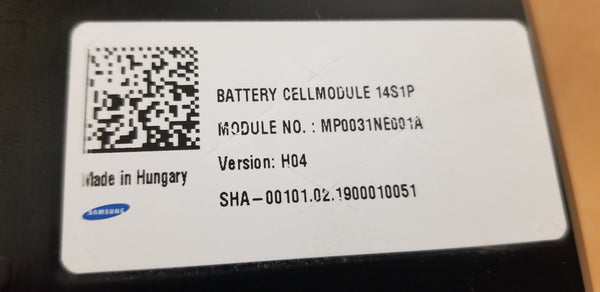 BATTERY CELLMODULE 14S1P
MODULE NO. : MP0031NE001A
Version: H04
SHA-00101.02.1900010051
Made in Hungary
SAMSUNG